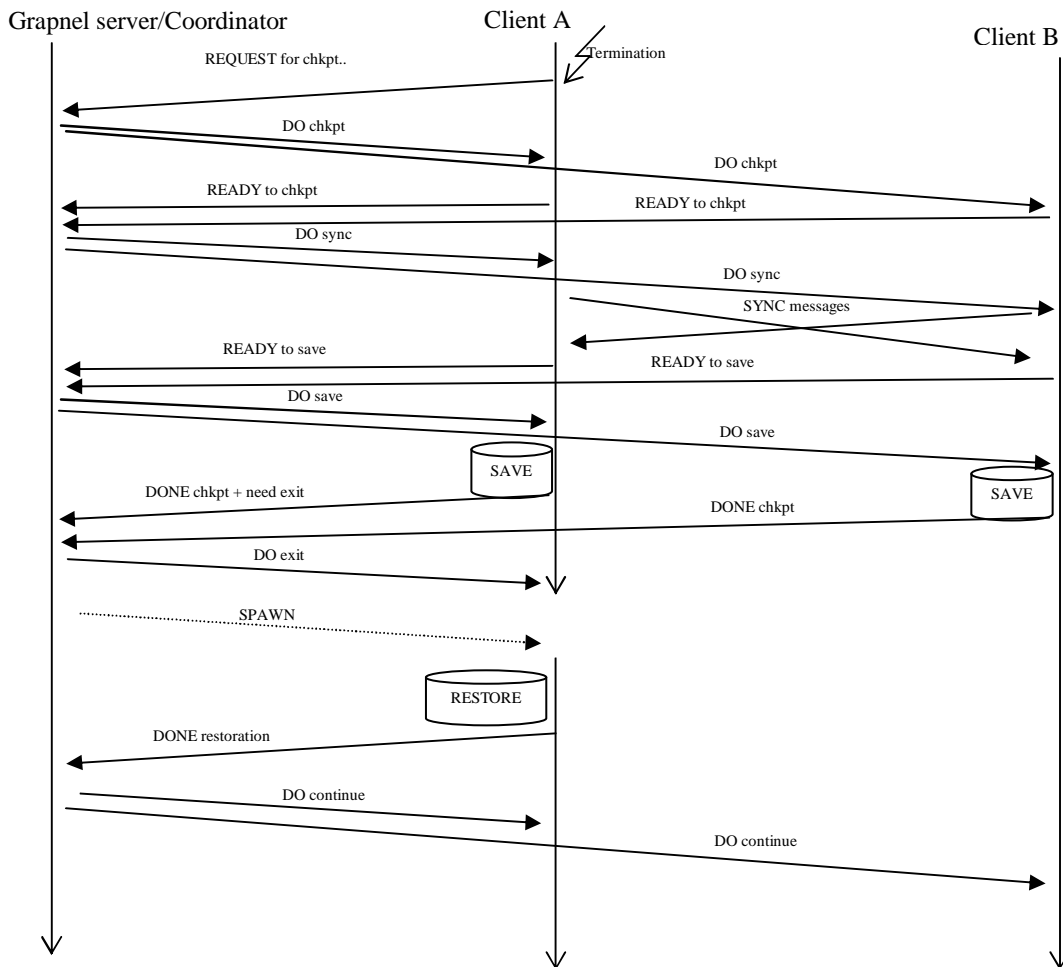 Grapnel server/Coordinator
Client A
Client B
Termination
REQUEST for chkpt..
DO chkpt
DO chkpt
READY to chkpt
READY to chkpt
DO sync
DO sync
SYNC messages
READY to save
READY to save
DO save
DO save
SAVE
SAVE
DONE chkpt + need exit
DONE chkpt
DO exit
SPAWN
RESTORE
DONE restoration
DO continue
DO continue